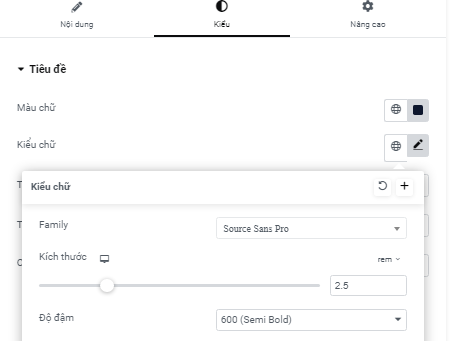 Nội dung
Kiểu
Nâng cao
Tiêu đề
Màu chữ
Kiểu chữ
Kiểu chữ
Family
Source Sans Pro
Kích thước
rem
2.5
Độ đậm
600 (Semi Bold)